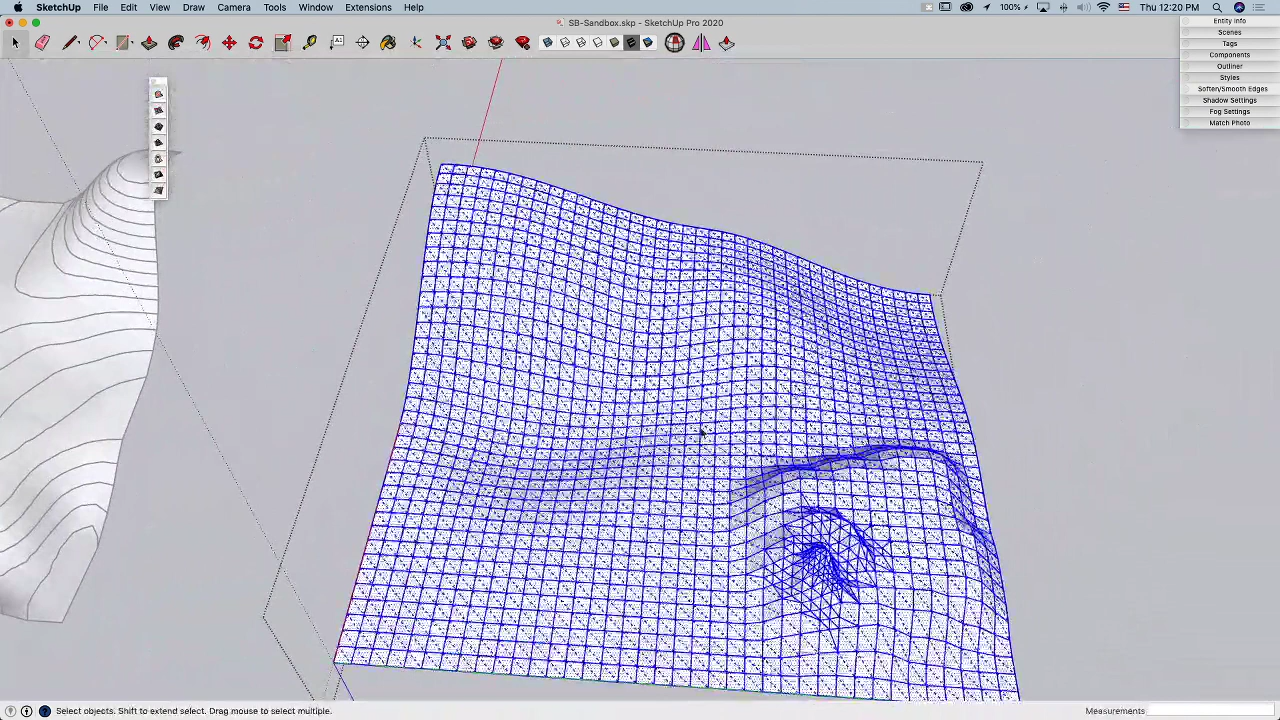 SketchUp File Edit View Draw Tools Camera Window Extensions Help 100% Thu 12:20 PM
SB-Sandbox.skp - SketchUp Pro 2020
Entity Info
Scenes
Tags
Components
Outliner
Styles
Soften/Smooth Edges
Shadow Settings
Fog Settings
Match Photo
Select objects. Shift to extend select. Drag mouse to select multiple. Measurements